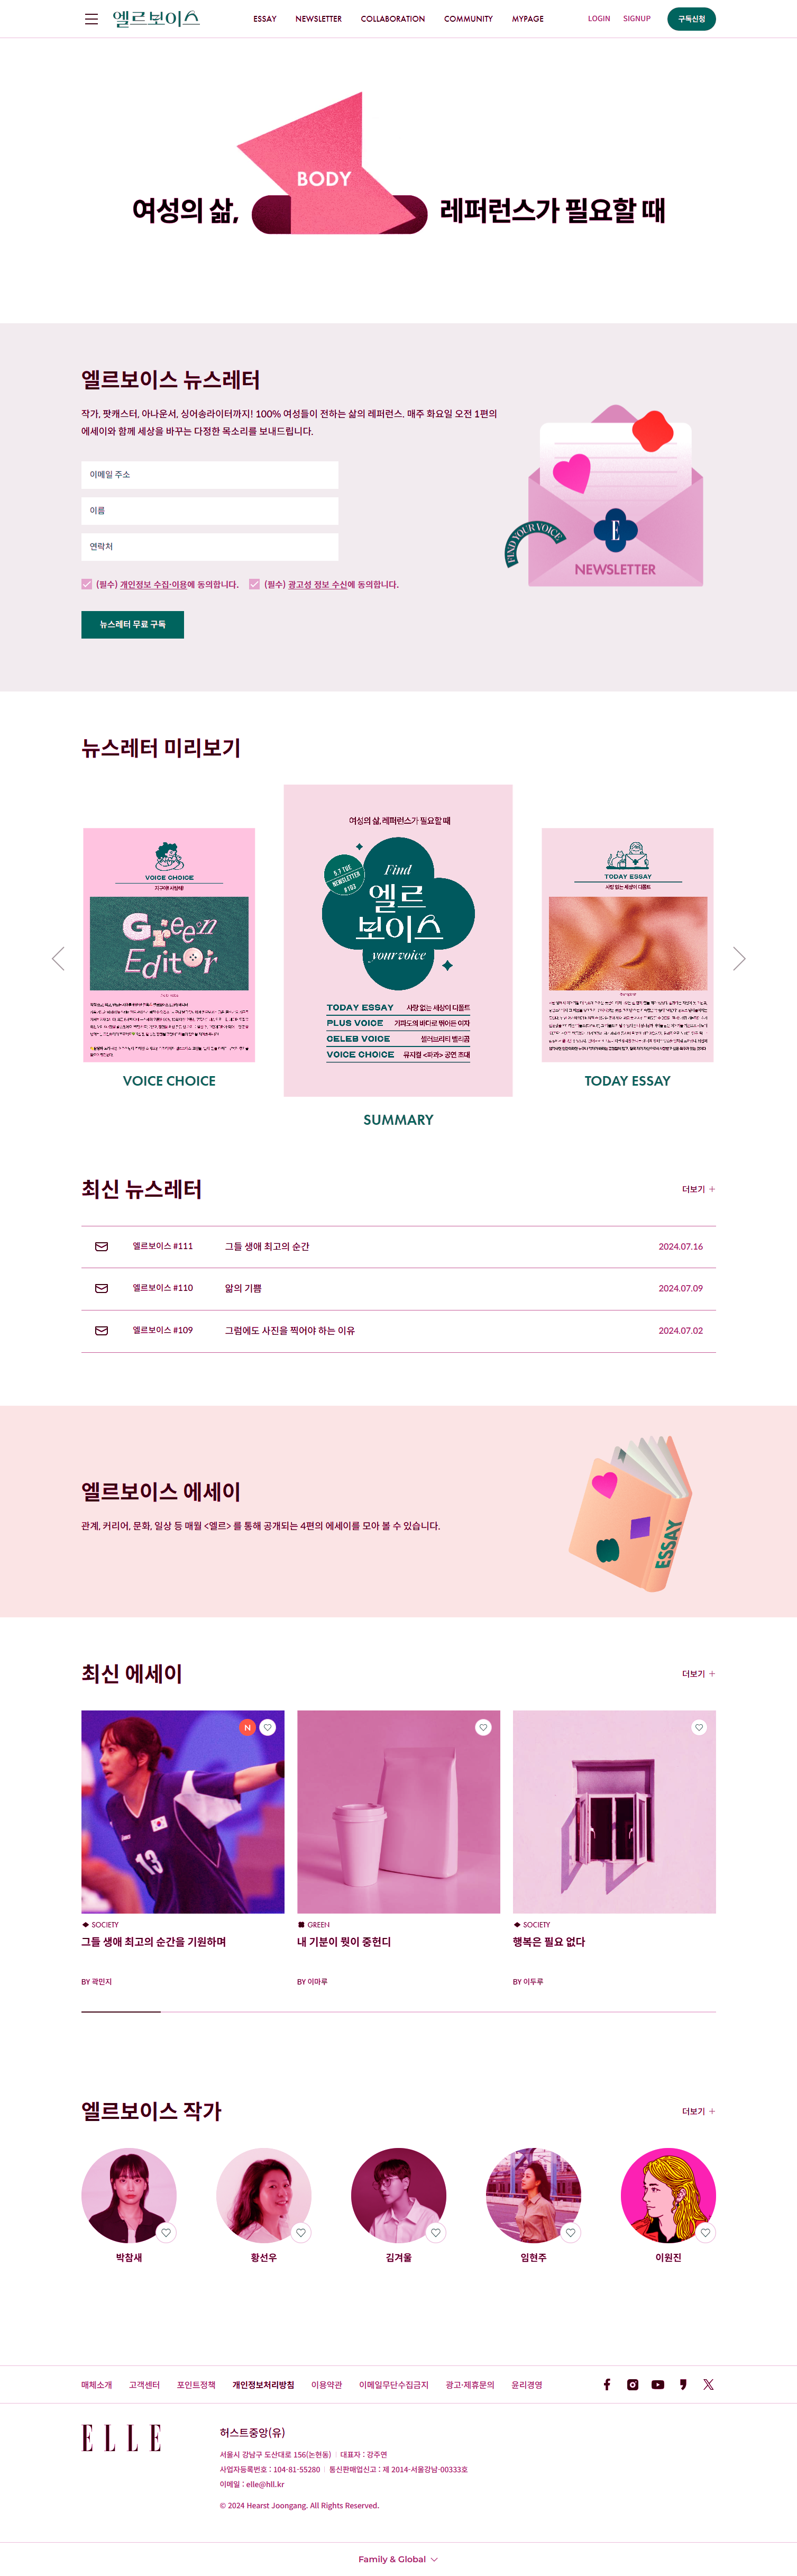 엘르보이스
ESSAY
NEWSLETTER
COLLABORATION
COMMUNITY
MYPAGE
LOGIN
SIGNUP
구독신청
BODY
여성의 삶, 레퍼런스가 필요할 때
엘르보이스 뉴스레터
작가, 팟캐스터, 아나운서, 싱어송라이터까지! 100% 여성들이 전하는 삶의 레퍼런스. 매주 화요일 오전 1편의
에세이와 함께 세상을 바꾸는 다정한 목소리를 보내드립니다.
이메일 주소
이름
연락처
(필수) 개인정보 수집·이용에 동의합니다.
(필수) 광고성 정보 수신에 동의합니다.
뉴스레터 무료 구독
FIND YOUR VOICE
E
NEWSLETTER
뉴스레터 미리보기
VOICE CHOICE
지구야! 사랑해!
Green
Editor
VOICE CHOICE
여성의 삶, 레퍼런스가 필요할 때
5.7 TUE
NEWSLETTER
#103
Find
엘르
보이스
your voice
TODAY ESSAY 사랑 없는 세상이 디폴트
PLUS VOICE 기괴도의 바다로 뛰어든 여자
CELEB VOICE 셀러브리티 벨리곰
VOICE CHOICE 뮤지컬 <파과> 공연 초대
SUMMARY
TODAY ESSAY
사랑 없는 세상이 디폴트
TODAY ESSAY
최신 뉴스레터
더보기 +
엘르보이스 #111 그들 생애 최고의 순간 2024.07.16
엘르보이스 #110 앎의 기쁨 2024.07.09
엘르보이스 #109 그럼에도 사진을 찍어야 하는 이유 2024.07.02
엘르보이스 에세이
관계, 커리어, 문화, 일상 등 매월 <엘르> 를 통해 공개되는 4편의 에세이를 모아 볼 수 있습니다.
ESSAY
최신 에세이
더보기 +
N
13
SOCIETY
그들 생애 최고의 순간을 기원하며
BY 곽민지
GREEN
내 기분이 뭣이 중헌디
BY 이마루
SOCIETY
행복은 필요 없다
BY 이두루
엘르보이스 작가
더보기 +
박참새
황선우
김겨울
임현주
이원진
매체소개
고객센터
포인트정책
개인정보처리방침
이용약관
이메일무단수집금지
광고·제휴문의
윤리경영
ELLE
허스트중앙(유)
서울시 강남구 도산대로 156(논현동) | 대표자 : 강주연
사업자등록번호 : 104-81-55280 | 통신판매업신고 : 제 2014-서울강남-00333호
이메일 : elle@hll.kr
© 2024 Hearst Joongang. All Rights Reserved.
Family & Global